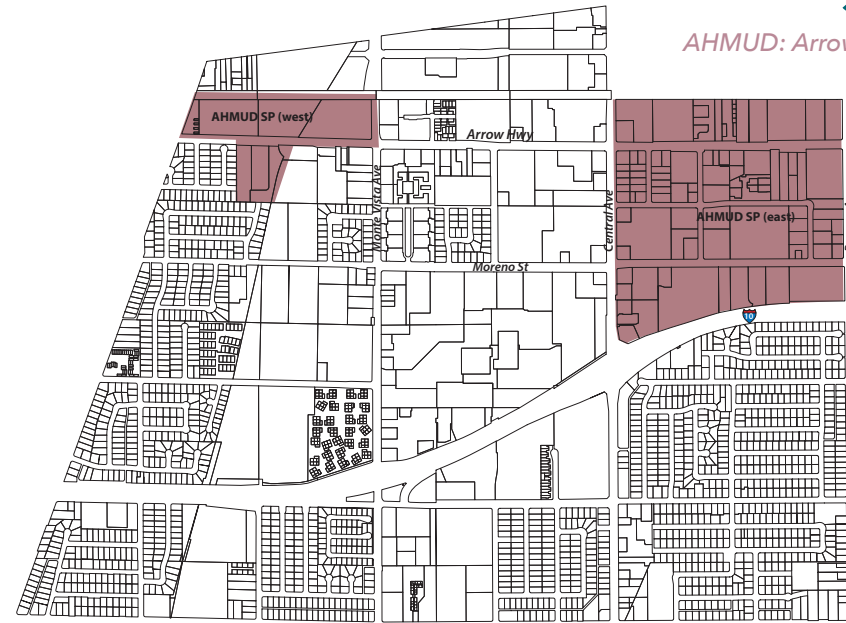 AHMUD: Arrow
AHMUD SP (west)
Arrow Hwy
Monte Vista Ave
Central Ave
AHMUD SP (east)
Moreno St
10